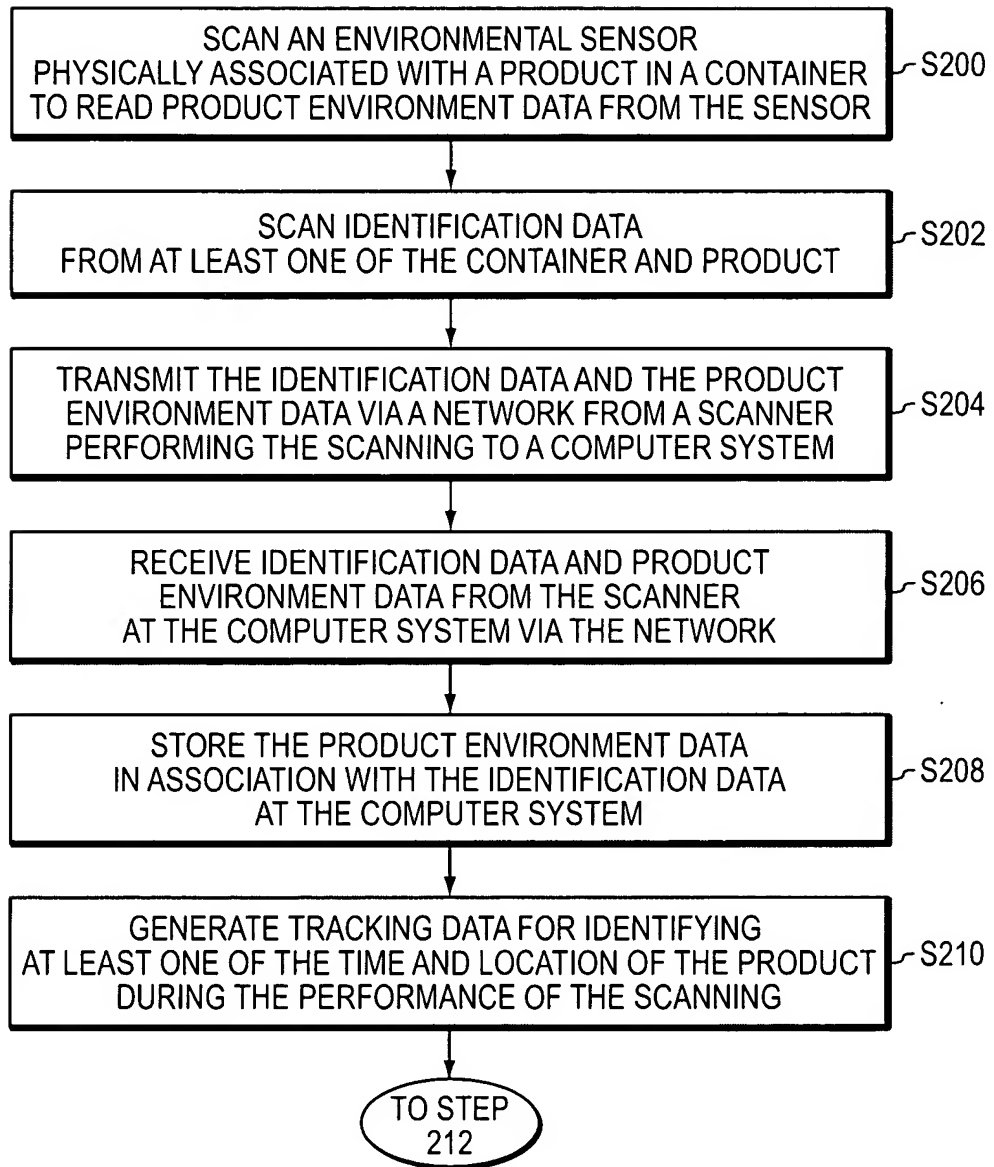 SCAN AN ENVIRONMENTAL SENSOR
PHYSICALLY ASSOCIATED WITH A PRODUCT IN A CONTAINER
TO READ PRODUCT ENVIRONMENT DATA FROM THE SENSOR
S200
SCAN IDENTIFICATION DATA
FROM AT LEAST ONE OF THE CONTAINER AND PRODUCT
S202
TRANSMIT THE IDENTIFICATION DATA AND THE PRODUCT
ENVIRONMENT DATA VIA A NETWORK FROM A SCANNER
PERFORMING THE SCANNING TO A COMPUTER SYSTEM
S204
RECEIVE IDENTIFICATION DATA AND PRODUCT
ENVIRONMENT DATA FROM THE SCANNER
AT THE COMPUTER SYSTEM VIA THE NETWORK
S206
STORE THE PRODUCT ENVIRONMENT DATA
IN ASSOCIATION WITH THE IDENTIFICATION DATA
AT THE COMPUTER SYSTEM
S208
GENERATE TRACKING DATA FOR IDENTIFYING
AT LEAST ONE OF THE TIME AND LOCATION OF THE PRODUCT
DURING THE PERFORMANCE OF THE SCANNING
S210
TO STEP
212